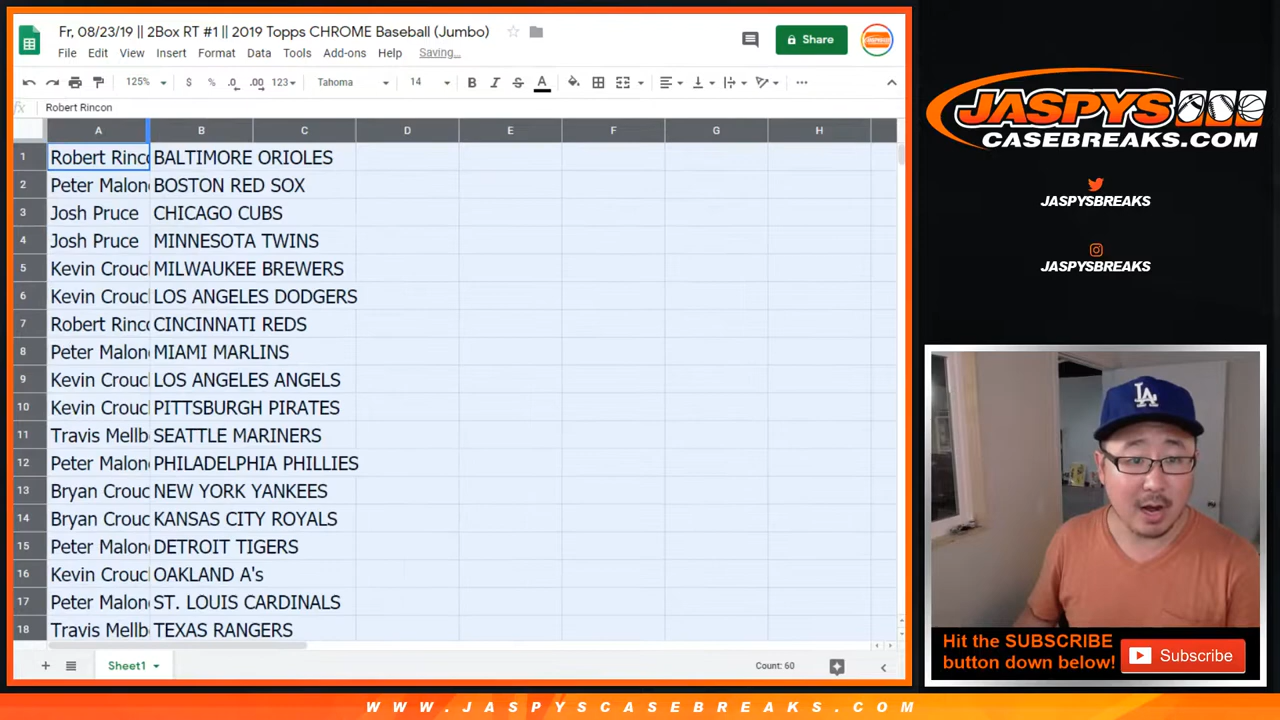 Fr, 08/23/19 || 2Box RT #1 || 2019 Topps CHROME Baseball (Jumbo)
File Edit View Insert Format Data Tools Add-ons Help Saving...
Share
125% $ % .0 .00 123 Tahoma 14 B I S A
fx Robert Rincon
A B C D E F G H
1 Robert Rinco BALTIMORE ORIOLES
2 Peter Malon BOSTON RED SOX
3 Josh Pruce CHICAGO CUBS
4 Josh Pruce MINNESOTA TWINS
5 Kevin Crouc MILWAUKEE BREWERS
6 Kevin Crouc LOS ANGELES DODGERS
7 Robert Rinco CINCINNATI REDS
8 Peter Malon MIAMI MARLINS
9 Kevin Crouc LOS ANGELES ANGELS
10 Kevin Crouc PITTSBURGH PIRATES
11 Travis Mellb SEATTLE MARINERS
12 Peter Malon PHILADELPHIA PHILLIES
13 Bryan Crouc NEW YORK YANKEES
14 Bryan Crouc KANSAS CITY ROYALS
15 Peter Malon DETROIT TIGERS
16 Kevin Crouc OAKLAND A's
17 Peter Malon ST. LOUIS CARDINALS
18 Travis Mellb TEXAS RANGERS
Sheet1
Count: 60
JASPYS
CASEBREAKS.COM
JASPYSBREAKS
JASPYSBREAKS
LA
Hit the SUBSCRIBE
button down below!
Subscribe
WWW.JASPYSCASEBREAKS.COM